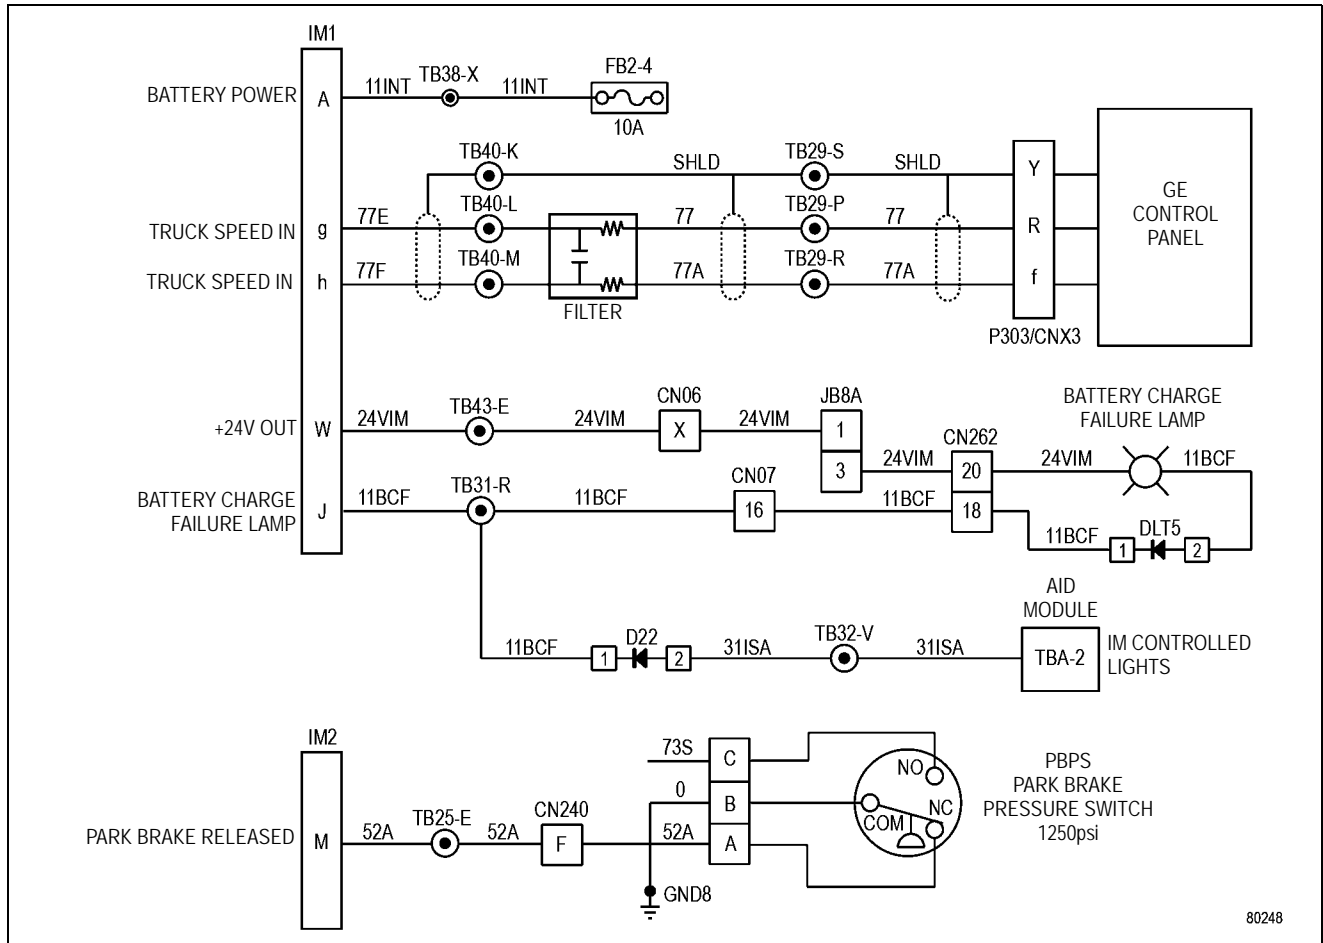 IM1
BATTERY POWER
A
11INT
TB38-X
11INT
FB2-4
10A
TB40-K
SHLD
TB29-S
SHLD
Y
TRUCK SPEED IN
g
77E
TB40-L
77
TB29-P
77
R
TRUCK SPEED IN
h
77F
TB40-M
FILTER
77A
TB29-R
77A
f
P303/CNX3
GE
CONTROL
PANEL
+24V OUT
W
24VIM
TB43-E
24VIM
CN06
X
24VIM
JB8A
1
3
24VIM
CN262
20
18
24VIM
BATTERY CHARGE
FAILURE LAMP
11BCF
BATTERY CHARGE
FAILURE LAMP
J
11BCF
TB31-R
11BCF
CN07
16
11BCF
11BCF
1
DLT5
2
11BCF
1
D22
2
31ISA
TB32-V
31ISA
AID
MODULE
TBA-2
IM CONTROLLED
LIGHTS
IM2
PARK BRAKE RELEASED
M
52A
TB25-E
52A
CN240
F
73S
0
52A
C
B
A
GND8
NO
COM
NC
PBPS
PARK BRAKE
PRESSURE SWITCH
1250psi
80248